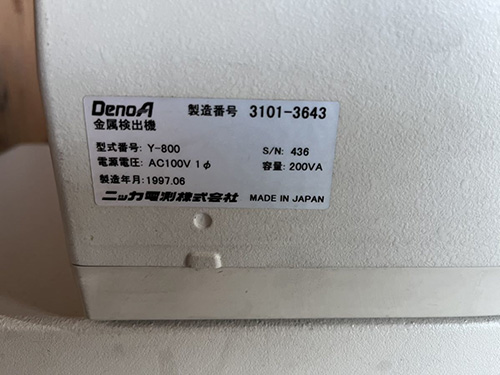 DenoA 製造番号 3101-3643
金属検出機
型式番号: Y-800 S/N: 436
電源電圧: AC100V 1φ 容量: 200VA
製造年月: 1997.06
ニッカ電測株式会社 MADE IN JAPAN